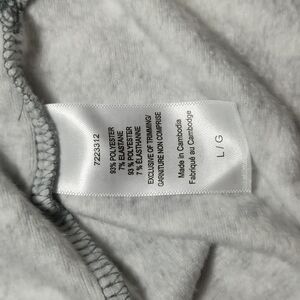 7223312
93% POLYESTER
7% ELASTANE
93 % POLYESTER
7 % ÉLASTHANNE
EXCLUSIVE OF TRIMMING/
GARNITURE NON COMPRISE
Made in Cambodia
Fabriqué au Cambodge
L / G